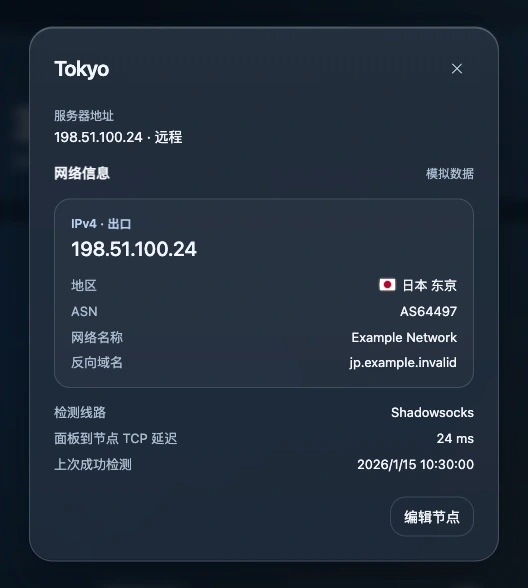 Tokyo
服务器地址
198.51.100.24 · 远程
网络信息 模拟数据
IPv4 · 出口
198.51.100.24
地区 日本 东京
ASN AS64497
网络名称 Example Network
反向域名 jp.example.invalid
检测线路 Shadowsocks
面板到节点 TCP 延迟 24 ms
上次成功检测 2026/1/15 10:30:00
编辑节点